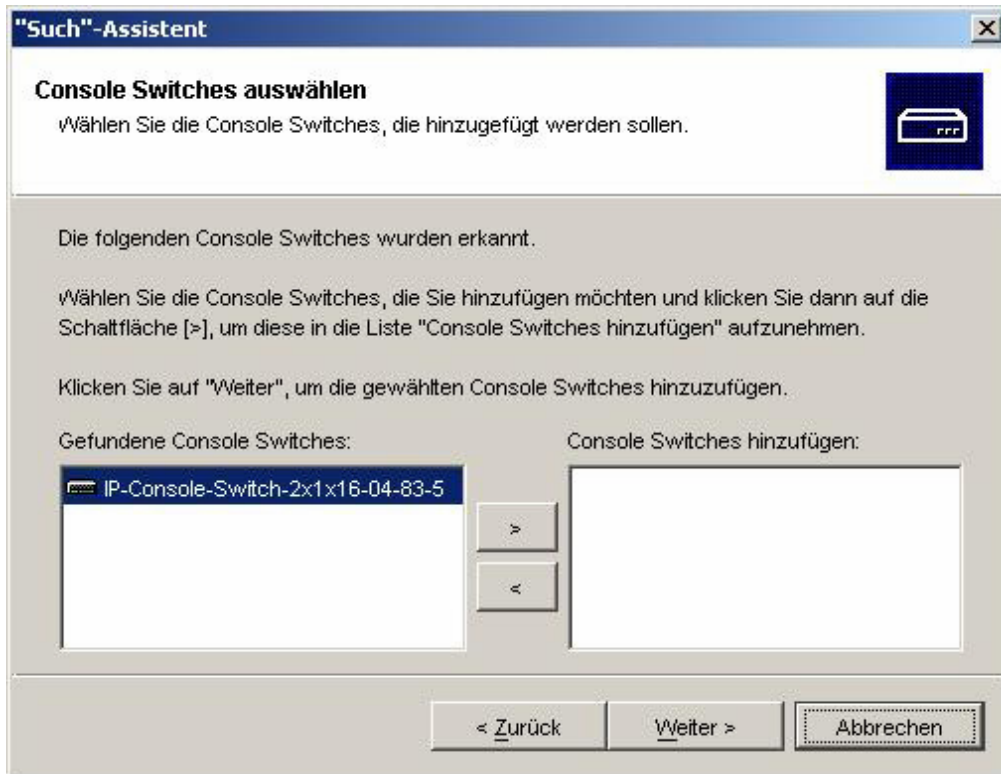 "Such"-Assistent
Console Switches auswählen
Wählen Sie die Console Switches, die hinzugefügt werden sollen.
Die folgenden Console Switches wurden erkannt.
Wählen Sie die Console Switches, die Sie hinzufügen möchten und klicken Sie dann auf die
Schaltfläche [>], um diese in die Liste "Console Switches hinzufügen" aufzunehmen.
Klicken Sie auf "Weiter", um die gewählten Console Switches hinzuzufügen.
Gefundene Console Switches:
Console Switches hinzufügen:
IP-Console-Switch-2x1x16-04-83-5
>
<
< Zurück
Weiter >
Abbrechen